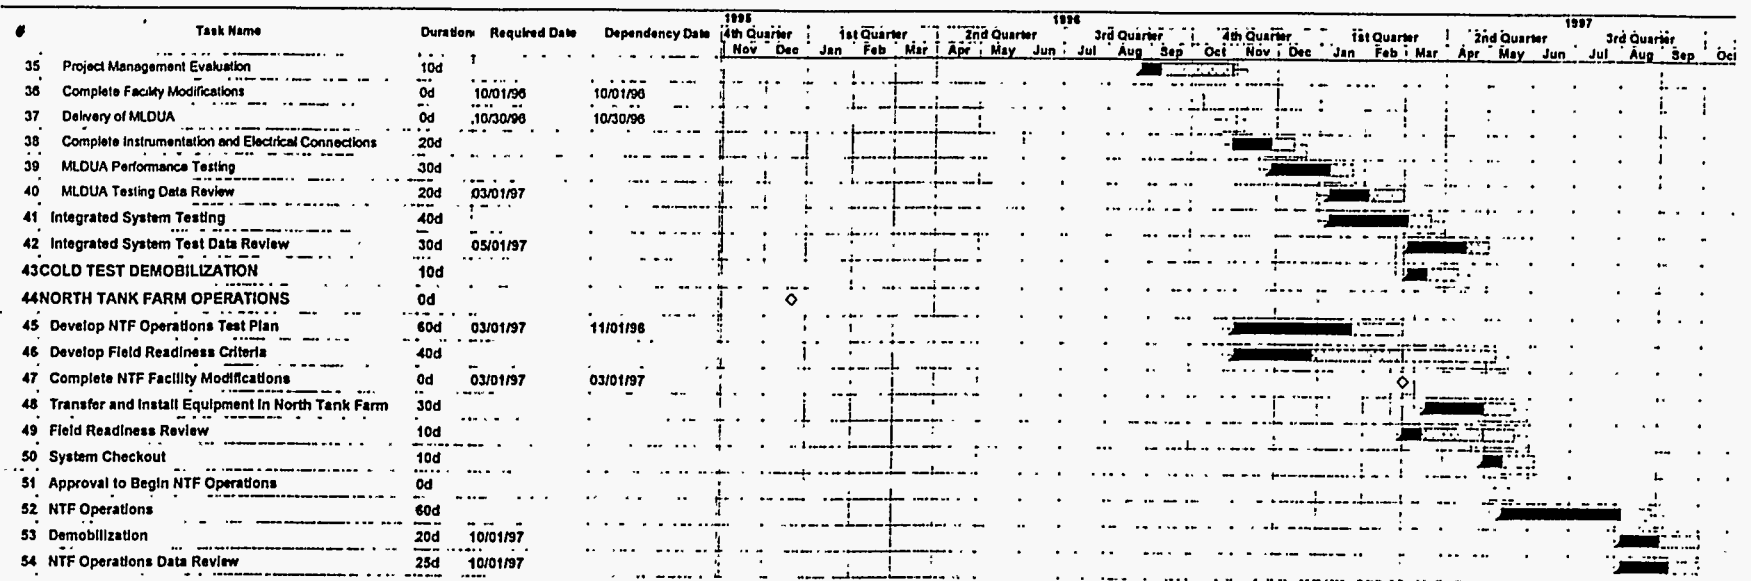 1995 1996 1997
# Task Name Duration Required Date Dependency Date 4th Quarter 1st Quarter 2nd Quarter 3rd Quarter 4th Quarter 1st Quarter 2nd Quarter 3rd Quarter
Nov Dec Jan Feb Mar Apr May Jun Jul Aug Sep Oct Nov Dec Jan Feb Mar Apr May Jun Jul Aug Sep Oct
35 Project Management Evaluation 10d
36 Complete Facility Modifications 0d 10/01/96 10/01/96
37 Delivery of MLDUA 0d 10/30/96 10/30/96
38 Complete Instrumentation and Electrical Connections 20d
39 MLDUA Performance Testing 30d
40 MLDUA Testing Data Review 20d 03/01/97
41 Integrated System Testing 40d
42 Integrated System Test Data Review 30d 05/01/97
43COLD TEST DEMOBILIZATION 10d
44NORTH TANK FARM OPERATIONS 0d
45 Develop NTF Operations Test Plan 60d 03/01/97 11/01/96
46 Develop Field Readiness Criteria 40d
47 Complete NTF Facility Modifications 0d 03/01/97 03/01/97
48 Transfer and Install Equipment in North Tank Farm 30d
49 Field Readiness Review 10d
50 System Checkout 10d
51 Approval to Begin NTF Operations 0d
52 NTF Operations 60d
53 Demobilization 20d 10/01/97
54 NTF Operations Data Review 25d 10/01/97